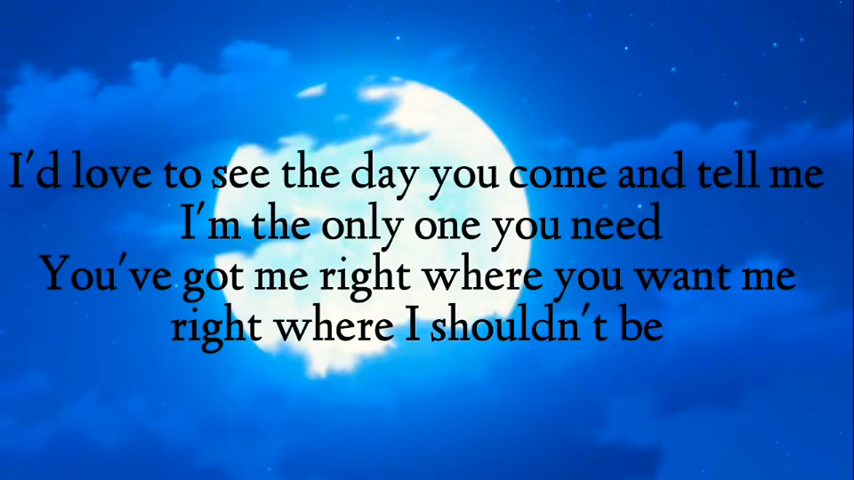 I'd love to see the day you come and tell me
I'm the only one you need
You've got me right where you want me
right where I shouldn't be